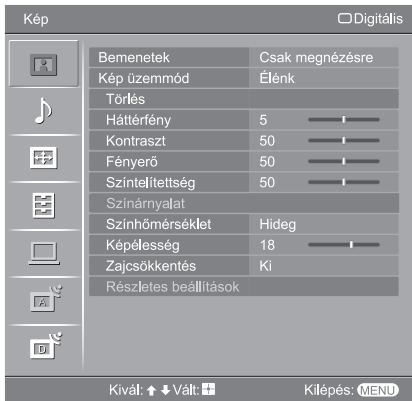 Kép Digitális
Bemenetek Csak megnézésre
Kép üzemmód Élénk
Törlés
Háttérfény 5
Kontraszt 50
Fényerő 50
Színtelítettség 50
Színárnyalat
Színhőmérséklet Hideg
Képélesség 18
Zajcsökkentés Ki
Részletes beállítások
A
D
Kivál: Vált: Kilépés: MENU